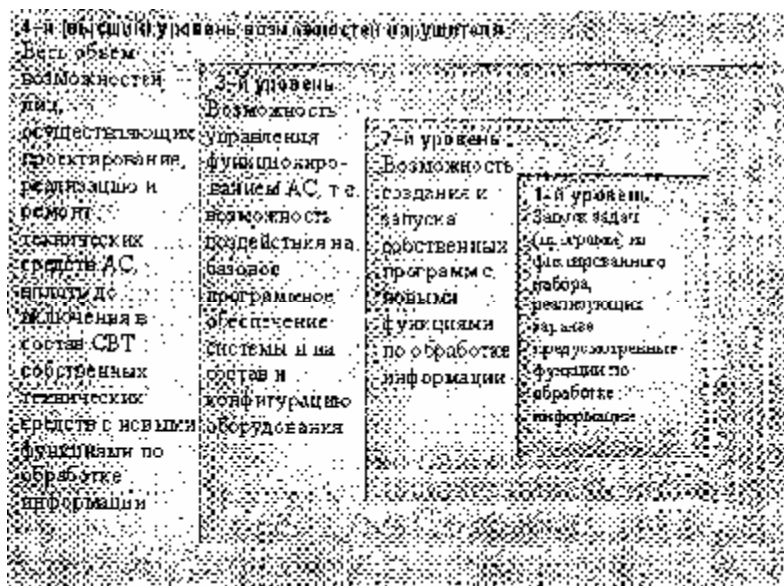 4-й (высший) уровень возможностей нарушителя
Весь объем
возможностей
лиц,
осуществляющих
проектирование,
реализацию и
ремонт
технических
средств АС,
вплоть до
включения в
состав СВТ
собственных
технических
средств с новыми
функциями по
обработке
информации
3-й уровень
Возможность
управления
функциониро-
ванием АС, т.е.
возможность
воздействия на
базовое
программное
обеспечение
системы и на
состав и
конфигурацию
оборудования
2-й уровень
Возможность
создания и
запуска
собственных
программ с
новыми
функциями
по обработке
информации
1-й уровень
Запуск задач
(программ) из
фиксированного
набора,
реализующих
заранее
предусмотренные
функции по
обработке
информации